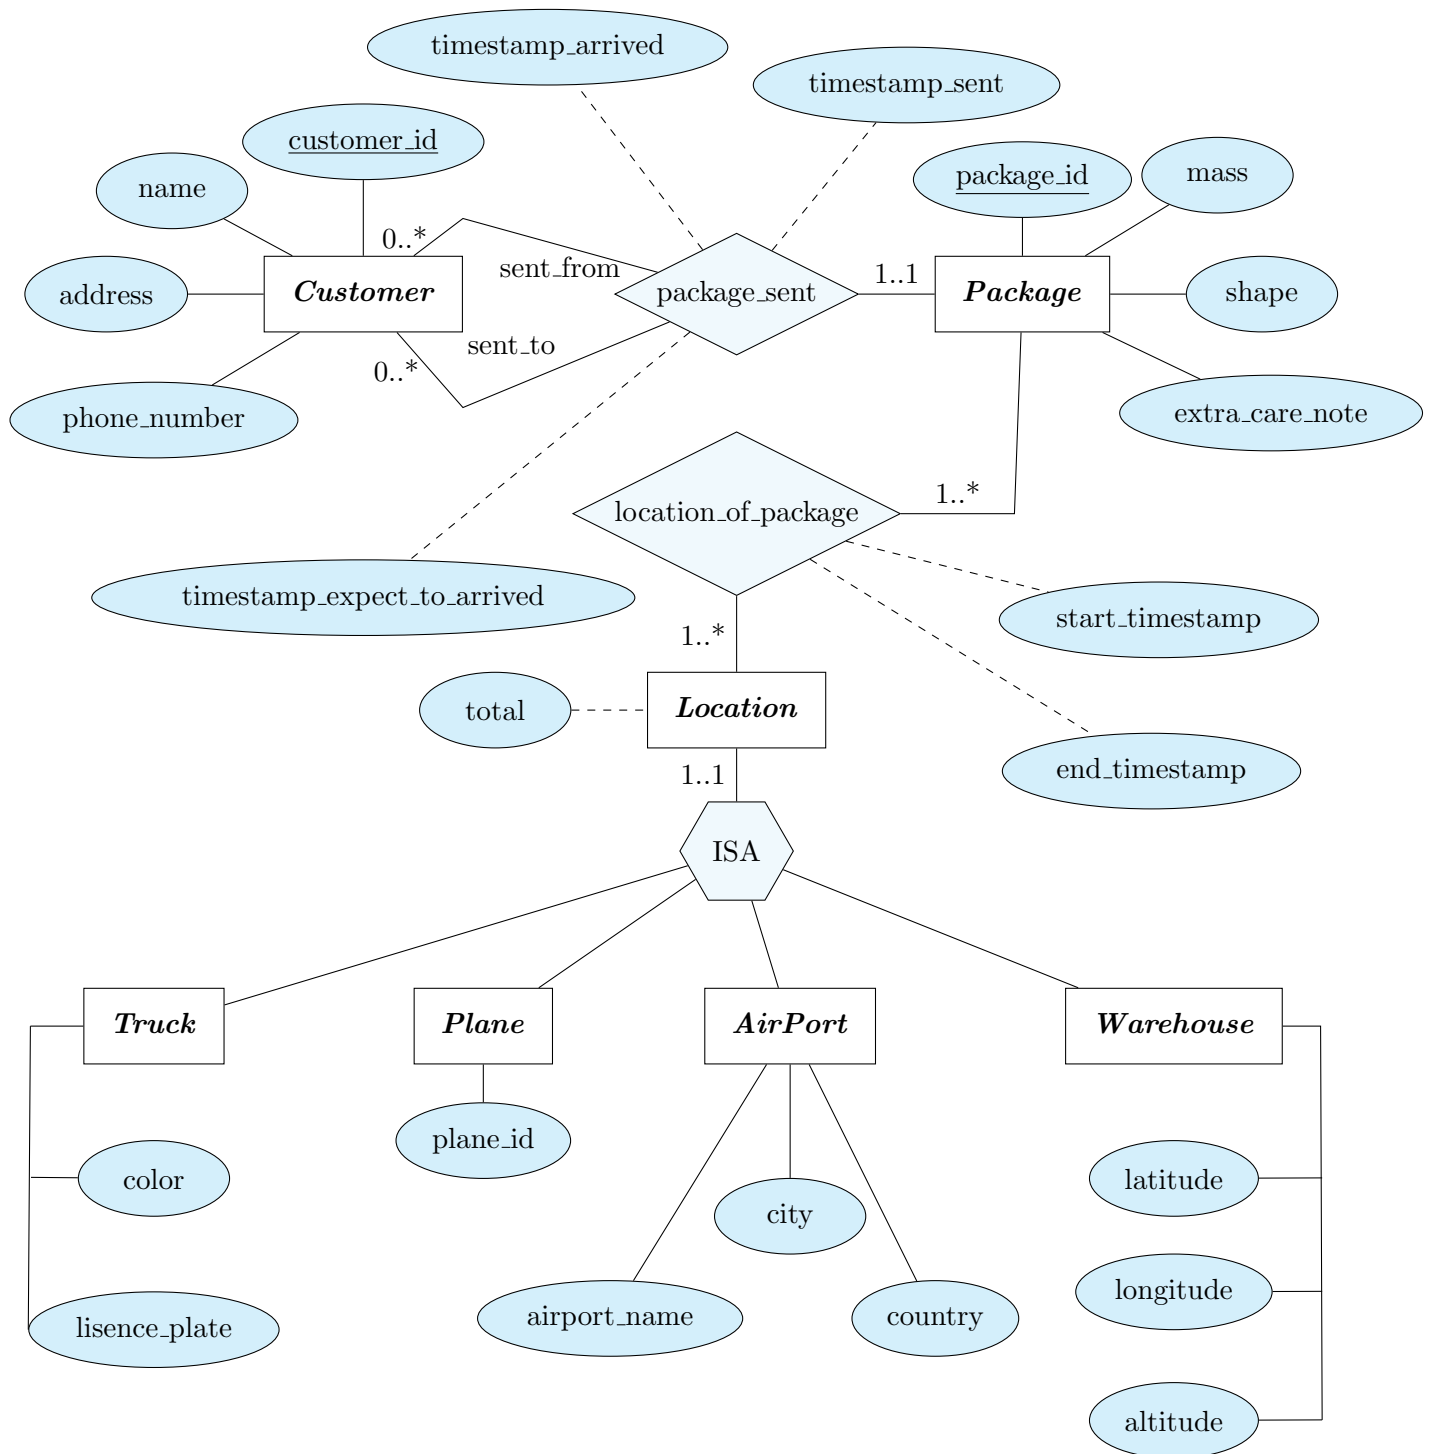 timestamp_arrived
timestamp_sent
customer_id
package_id
mass
name
0..*
sent_from
1..1
address
Customer
package_sent
Package
shape
sent_to
0..*
phone_number
extra_care_note
1..*
location_of_package
timestamp_expect_to_arrived
start_timestamp
1..*
total
Location
end_timestamp
1..1
ISA
Truck
Plane
AirPort
Warehouse
plane_id
color
latitude
city
longitude
airport_name
country
lisence_plate
altitude